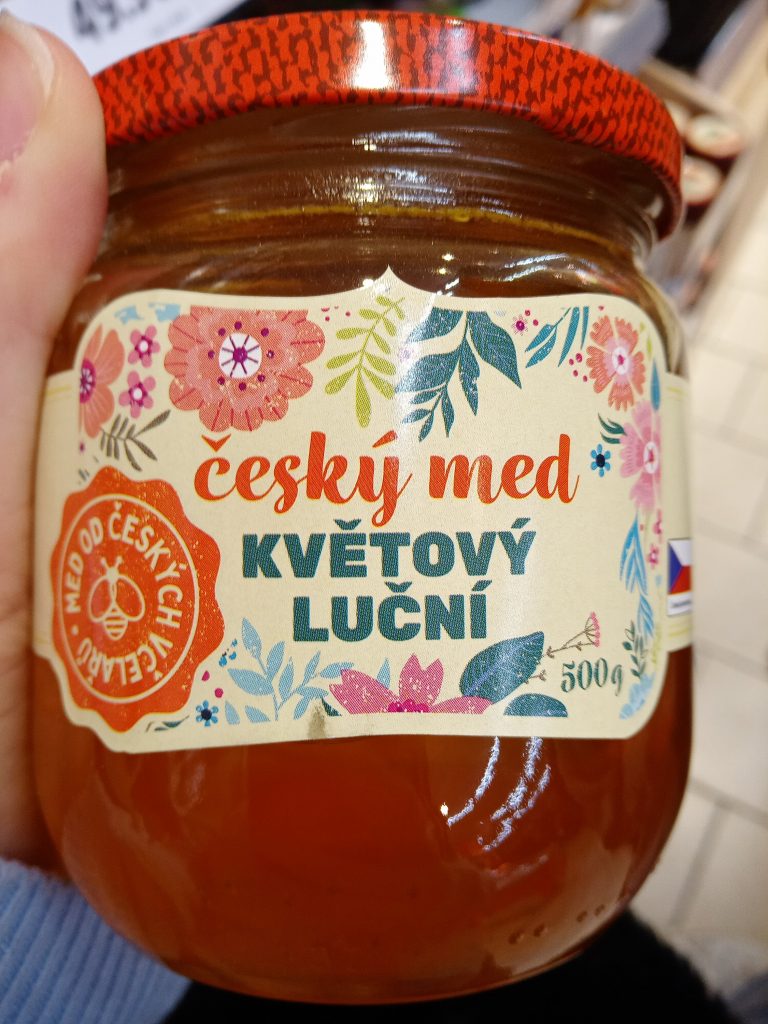 český med
KVĚTOVÝ
LUČNÍ
500g
MED OD ČESKÝCH VČELAŘŮ